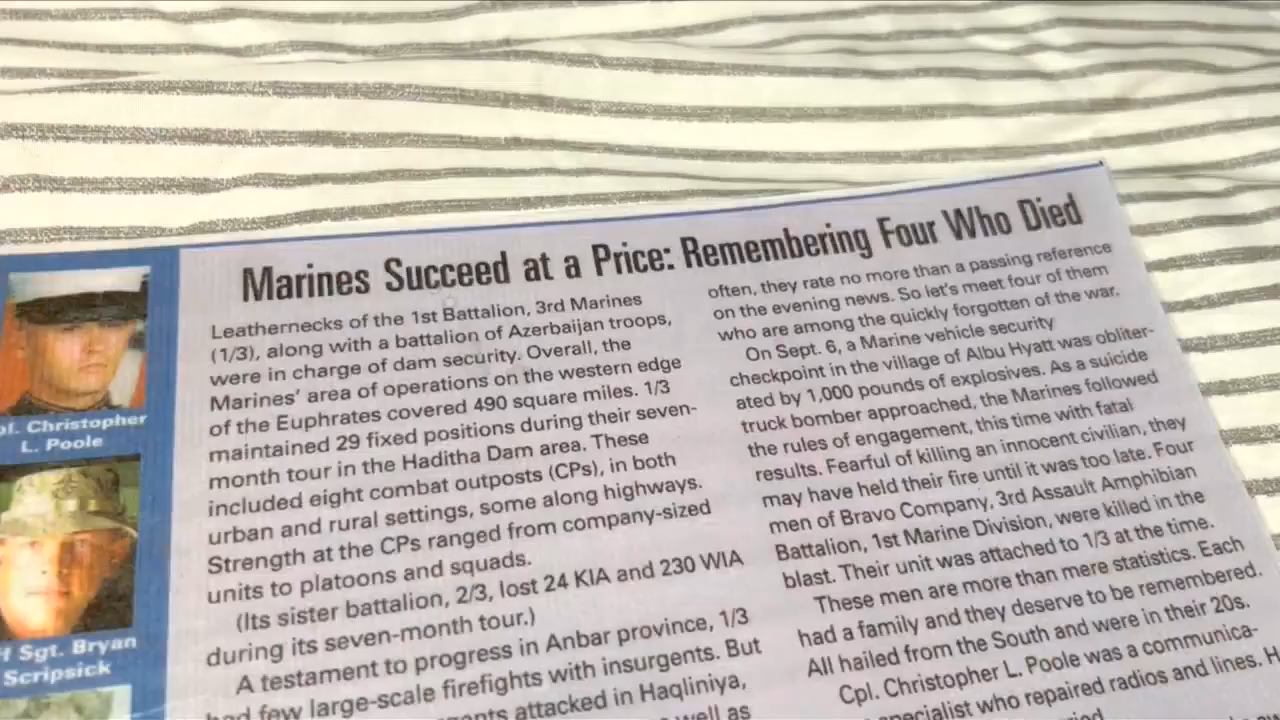 Marines Succeed at a Price: Remembering Four Who Died
Christopher
L. Poole
Sgt. Bryan
Scripsick
Leathernecks of the 1st Battalion, 3rd Marines
(1/3), along with a battalion of Azerbaijan troops,
were in charge of dam security. Overall, the
Marines' area of operations on the western edge
of the Euphrates covered 490 square miles. 1/3
maintained 29 fixed positions during their seven-
month tour in the Haditha Dam area. These
included eight combat outposts (CPs), in both
urban and rural settings, some along highways.
Strength at the CPs ranged from company-sized
units to platoons and squads.
(Its sister battalion, 2/3, lost 24 KIA and 230 WIA
during its seven-month tour.)
A testament to progress in Anbar province, 1/3
had few large-scale firefights with insurgents. But
attacked in Haqliniya,
well as
often, they rate no more than a passing reference
on the evening news. So let's meet four of them
who are among the quickly forgotten of the war.
On Sept. 6, a Marine vehicle security
checkpoint in the village of Albu Hyatt was obliter-
ated by 1,000 pounds of explosives. As a suicide
truck bomber approached, the Marines followed
the rules of engagement, this time with fatal
results. Fearful of killing an innocent civilian, they
may have held their fire until it was too late. Four
men of Bravo Company, 3rd Assault Amphibian
Battalion, 1st Marine Division, were killed in the
blast. Their unit was attached to 1/3 at the time.
These men are more than mere statistics. Each
had a family and they deserve to be remembered.
All hailed from the South and were in their 20s.
Cpl. Christopher L. Poole was a communica-
specialist who repaired radios and lines. H